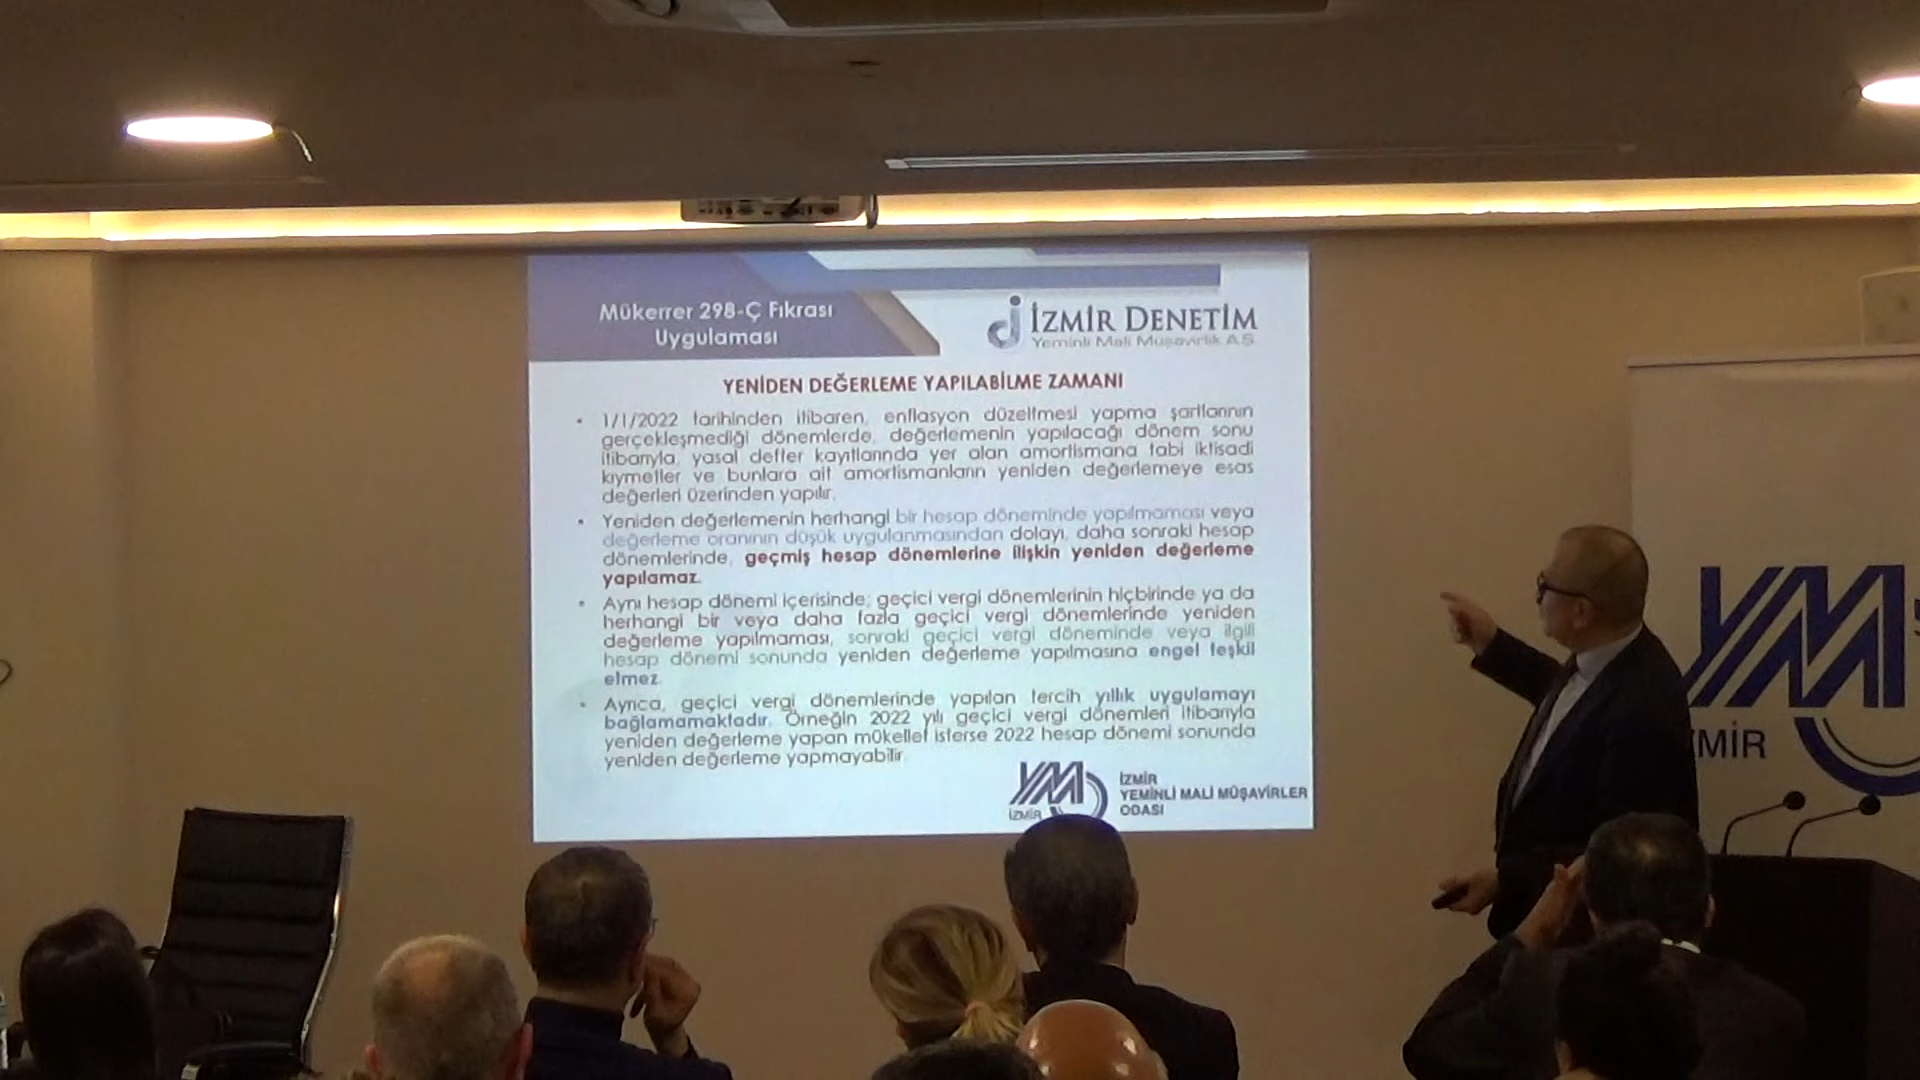 Mükerrer 298-Ç Fıkrası
Uygulaması
İZMİR DENETİM
Yeminli Mali Müşavirlik A.Ş.
YENİDEN DEĞERLEME YAPILABİLME ZAMANI
• 1/1/2022 tarihinden itibaren, enflasyon düzeltmesi yapma şartlarının
gerçekleşmediği dönemlerde, değerlemenin yapılacağı dönem sonu
itibarıyla, yasal defter kayıtlarında yer alan amortismana tabi iktisadi
kıymetler ve bunlara ait amortismanların yeniden değerlemeye esas
değerleri üzerinden yapılır.
• Yeniden değerlemenin herhangi bir hesap döneminde yapılmaması veya
değerleme oranının düşük uygulanmasından dolayı, daha sonraki hesap
dönemlerinde, geçmiş hesap dönemlerine ilişkin yeniden değerleme
yapılamaz.
• Aynı hesap dönemi içerisinde; geçici vergi dönemlerinin hiçbirinde ya da
herhangi bir veya daha fazla geçici vergi dönemlerinde yeniden
değerleme yapılmaması, sonraki geçici vergi döneminde veya ilgili
hesap dönemi sonunda yeniden değerleme yapılmasına engel teşkil
etmez.
• Ayrıca, geçici vergi dönemlerinde yapılan tercih yıllık uygulamayı
bağlamamaktadır. Örneğin 2022 yılı geçici vergi dönemleri itibarıyla
yeniden değerleme yapan mükellef isterse 2022 hesap dönemi sonunda
yeniden değerleme yapmayabilir.
YMM
İZMİR
İZMİR
YEMİNLİ MALİ MÜŞAVİRLER
ODASI
YMM
İZMİR